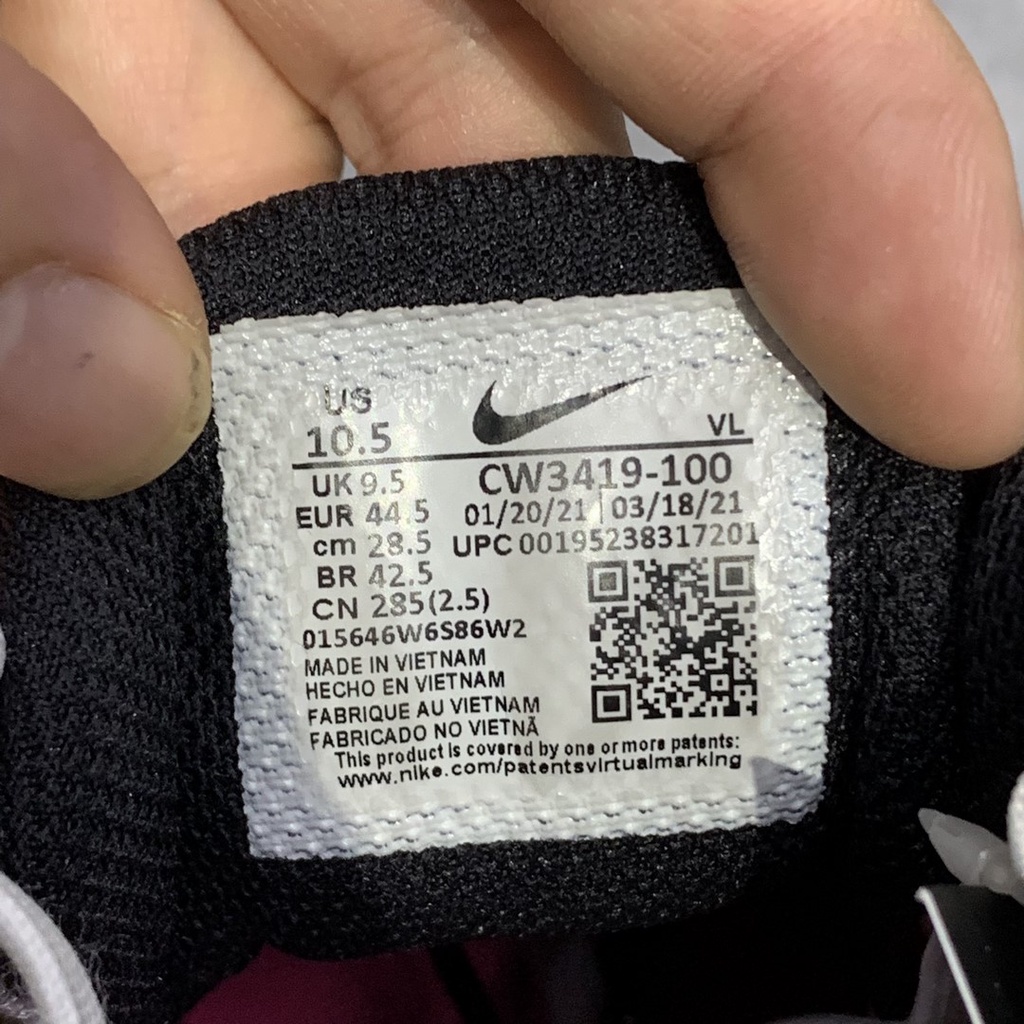 US
10.5
VL
UK 9.5
CW3419-100
EUR 44.5
01/20/21 | 03/18/21
cm 28.5
UPC 00195238317201
BR 42.5
CN 285(2.5)
015646W6S86W2
MADE IN VIETNAM
HECHO EN VIETNAM
FABRIQUE AU VIETNAM
FABRICADO NO VIETNÃ
This product is covered by one or more patents:
www.nike.com/patentsvirtualmarking